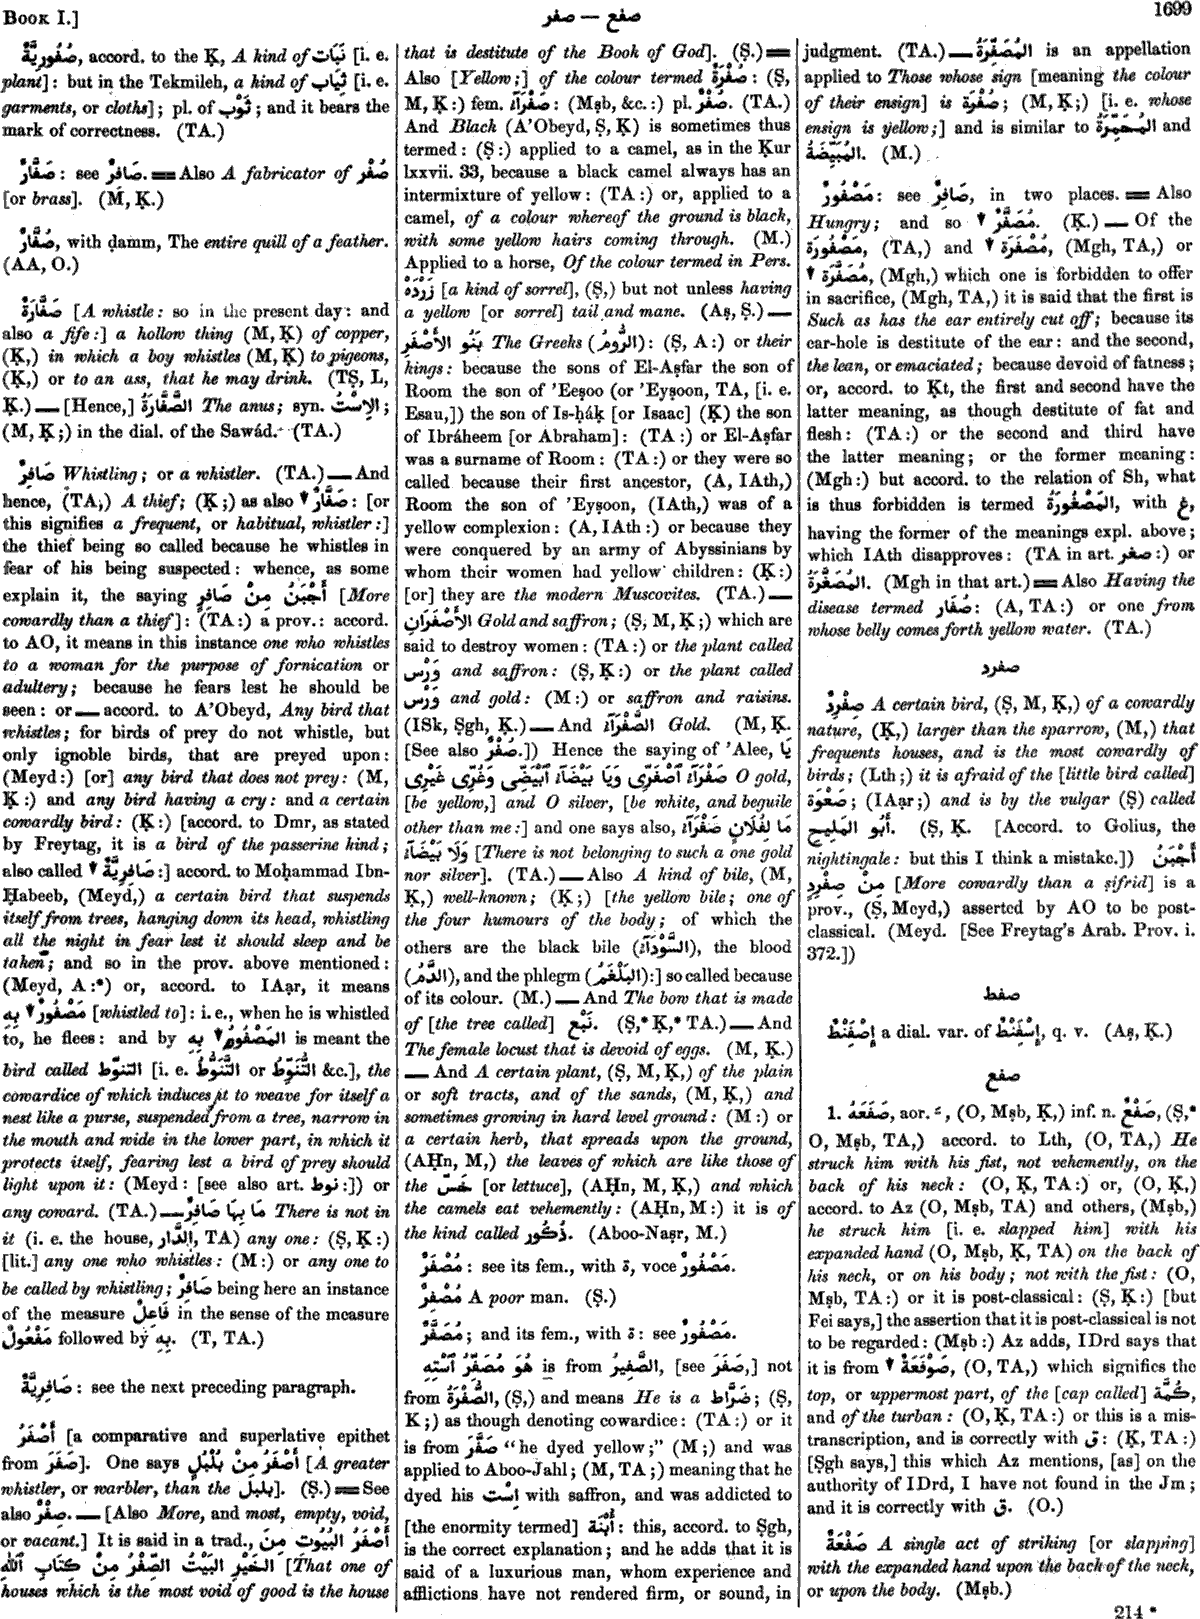 Book I.]
صفع — صفر
1699
صُفُورِيَّةٌ, accord. to the Ḳ, A kind of نَبَات [i. e.
plant]: but in the Tekmileh, a kind of ثِيَاب [i. e.
garments, or cloths]; pl. of ثَوْب; and it bears the
mark of correctness. (TA.)
صَفَّارٌ: see صَافِرٌ. ═ Also A fabricator of صُفْر
[or brass]. (M, Ḳ.)
صُفَّارٌ, with ḍamm, The entire quill of a feather.
(AA, O.)
صَفَّارَةٌ [A whistle: so in the present day: and
also a fife:] a hollow thing (M, Ḳ) of copper,
(Ḳ,) in which a boy whistles (M, Ḳ) to pigeons,
(Ḳ,) or to an ass, that he may drink. (TṢ, L,
Ḳ.) — [Hence,] الصَّفَّارَةُ The anus; syn. الاِسْتُ;
(M, Ḳ;) in the dial. of the Sawád. (TA.)
صَافِرٌ Whistling; or a whistler. (TA.) — And
hence, (TA,) A thief; (Ḳ;) as also ▼ صَفَّارٌ: [or
this signifies a frequent, or habitual, whistler:]
the thief being so called because he whistles in
fear of his being suspected: whence, as some
explain it, the saying أَجْبَنُ مِنْ صَافِرٍ [More
cowardly than a thief]: (TA:) a prov.: accord.
to AO, it means in this instance one who whistles
to a woman for the purpose of fornication or
adultery; because he fears lest he should be
seen: or — accord. to A'Obeyd, Any bird that
whistles; for birds of prey do not whistle, but
only ignoble birds, that are preyed upon:
(Meyd:) [or] any bird that does not prey: (M,
Ḳ:) and any bird having a cry: and a certain
cowardly bird: (Ḳ:) [accord. to Dmr, as stated
by Freytag, it is a bird of the passerine kind;
also called ▼ صَافِرِيَّةٌ:] accord. to Moḥammad Ibn-
Ḥabeeb, (Meyd,) a certain bird that suspends
itself from trees, hanging down its head, whistling
all the night in fear lest it should sleep and be
taken; and so in the prov. above mentioned:
(Meyd, A:*) or, accord. to IAạr, it means
▼ مَصْفُورٌ بِهِ [whistled to]: i. e., when he is whistled
to, he flees: and by ▼ المَصْفُورُ بِهِ is meant the
bird called التنوّط [i. e. التَّنَوُّطُ or التُّنَوِّطُ &c.], the
cowardice of which induces it to weave for itself a
nest like a purse, suspended from a tree, narrow in
the mouth and wide in the lower part, in which it
protects itself, fearing lest a bird of prey should
light upon it: (Meyd: [see also art. نوط:]) or
any coward. (TA.) — مَا بِهَا صَافِرٌ There is not in
it (i. e. the house, الدَّار, TA) any one: (Ṣ, Ḳ:)
[lit.] any one who whistles: (M:) or any one to
be called by whistling; صَافِرٌ being here an instance
of the measure فَاعِلٌ in the sense of the measure
مَفْعُولٌ followed by بِهِ. (T, TA.)
صَافِرِيَّةٌ: see the next preceding paragraph.
أَصْفَرُ [a comparative and superlative epithet
from صَفَرَ]. One says أَصْفَرُ مِنْ بُلْبُلٍ [A greater
whistler, or warbler, than the بلبل]. (Ṣ.) ═ See
also صِفْرٌ. — [Also More, and most, empty, void,
or vacant.] It is said in a trad., أَصْفَرُ البُيُوتِ مِنَ
الخَيْرِ البَيْتُ الصِّفْرُ مِنْ كِتَابِ ٱللّٰهِ [That one of
houses which is the most void of good is the house
that is destitute of the Book of God]. (Ṣ.) ═
Also [Yellow;] of the colour termed صُفْرَة: (Ṣ,
M, Ḳ:) fem. صَفْرَآءُ: (Mṣb, &c.:) pl. صُفْرٌ. (TA.)
And Black (A'Obeyd, Ṣ, Ḳ) is sometimes thus
termed: (Ṣ:) applied to a camel, as in the Ḳur
lxxvii. 33, because a black camel always has an
intermixture of yellow: (TA:) or, applied to a
camel, of a colour whereof the ground is black,
with some yellow hairs coming through. (M.)
Applied to a horse, Of the colour termed in Pers.
زَرْدَهْ [a kind of sorrel], (Ṣ,) but not unless having
a yellow [or sorrel] tail and mane. (Aṣ, Ṣ.) —
بَنُو الأَصْفَرِ The Greeks (الرُّومُ): (Ṣ, A:) or their
kings: because the sons of El-Aṣfar the son of
Room the son of 'Eeṣoo (or 'Eyṣoon, TA, [i. e.
Esau,]) the son of Is-ḥáḳ [or Isaac] (Ḳ) the son
of Ibráheem [or Abraham]: (TA:) or El-Aṣfar
was a surname of Room: (TA:) or they were so
called because their first ancestor, (A, IAth,)
Room the son of 'Eyṣoon, (IAth,) was of a
yellow complexion: (A, IAth:) or because they
were conquered by an army of Abyssinians by
whom their women had yellow children: (Ḳ:)
[or] they are the modern Muscovites. (TA.) —
الأَصْفَرَانِ Gold and saffron; (Ṣ, M, Ḳ;) which are
said to destroy women: (TA:) or the plant called
وَرْس and saffron: (Ṣ, Ḳ:) or the plant called
وَرْس and gold: (M:) or saffron and raisins.
(ISk, Ṣgh, Ḳ.) — And الصَّفْرَآءُ Gold. (M, Ḳ.
[See also صُفْرٌ.]) Hence the saying of 'Alee, يَا
صَفْرَآءُ ٱصْفَرِّى وَيَا بَيْضَآءُ ٱبْيَضِّى وَغُرِّى غَيْرِى O gold,
[be yellow,] and O silver, [be white, and beguile
other than me:] and one says also, مَا لِفُلَانٍ صَفْرَآءُ
وَلَا بَيْضَآءُ [There is not belonging to such a one gold
nor silver]. (TA.) — Also A kind of bile, (M,
Ḳ,) well-known; (Ḳ;) [the yellow bile; one of
the four humours of the body; of which the
others are the black bile (السَّوْدَآءُ), the blood
(الدَّمُ), and the phlegm (البَلْغَمُ):] so called because
of its colour. (M.) — And The bow that is made
of [the tree called] نَبْع. (Ṣ,* Ḳ,* TA.) — And
The female locust that is devoid of eggs. (M, Ḳ.)
— And A certain plant, (Ṣ, M, Ḳ,) of the plain
or soft tracts, and of the sands, (M, Ḳ,) and
sometimes growing in hard level ground: (M:) or
a certain herb, that spreads upon the ground,
(AḤn, M,) the leaves of which are like those of
the خَسّ [or lettuce], (AḤn, M, Ḳ,) and which
the camels eat vehemently: (AḤn, M:) it is of
the kind called ذُكُور. (Aboo-Naṣr, M.)
مُصْفَرٌّ: see its fem., with ة, voce مَصْفُورٌ.
مُصْفِرٌ A poor man. (Ṣ.)
مُصَفَّرٌ; and its fem., with ة: see مَصْفُورٌ.
هُوَ مُصَفِّرُ ٱسْتِهِ is from الصَّفِيرُ, [see صَفَرَ,] not
from الصُّفْرَةُ, (Ṣ,) and means He is a ضَرَّاط; (Ṣ,
Ḳ;) as though denoting cowardice: (TA:) or it
is from صَفَّرَ "he dyed yellow;" (M;) and was
applied to Aboo-Jahl; (M, TA;) meaning that he
dyed his اِسْت with saffron, and was addicted to
[the enormity termed] أُبْنَة: this, accord. to Ṣgh,
is the correct explanation; and he adds that it is
said of a luxurious man, whom experience and
afflictions have not rendered firm, or sound, in
judgment. (TA.) — المُصَفِّرَةُ is an appellation
applied to Those whose sign [meaning the colour
of their ensign] is صُفْرَة; (M, Ḳ;) [i. e. whose
ensign is yellow;] and is similar to المُحَمِّرَةُ and
المُبَيِّضَةُ. (M.)
مَصْفُورٌ: see صَافِرٌ, in two places. ═ Also
Hungry; and so ▼ مُصَفَّرٌ. (Ḳ.) — Of the
مَصْفُورَة, (TA,) and ▼ مُصْفَرَة, (Mgh, TA,) or
▼ مُصَفَّرَة, (Mgh,) which one is forbidden to offer
in sacrifice, (Mgh, TA,) it is said that the first is
Such as has the ear entirely cut off; because its
car-hole is destitute of the ear: and the second,
the lean, or emaciated; because devoid of fatness;
or, accord. to Ḳt, the first and second have the
latter meaning, as though destitute of fat and
flesh: (TA:) or the second and third have
the latter meaning; or the former meaning:
(Mgh:) but accord. to the relation of Sh, what
is thus forbidden is termed المَصْغُورَةُ, with غ,
having the former of the meanings expl. above;
which IAth disapproves: (TA in art. صغر:) or
المُصَغَّرَةُ. (Mgh in that art.) ═ Also Having the
disease termed صُفَار: (A, TA:) or one from
whose belly comes forth yellow water. (TA.)
صفرد
صِفْرِدٌ A certain bird, (Ṣ, M, Ḳ,) of a cowardly
nature, (Ḳ,) larger than the sparrow, (M,) that
frequents houses, and is the most cowardly of
birds; (Lth;) it is afraid of the [little bird called]
صَعْوَة; (IAạr;) and is by the vulgar (Ṣ) called
أَبُو المَلِيحِ. (Ṣ, Ḳ. [Accord. to Golius, the
nightingale: but this I think a mistake.]) أَجْبَنُ
مِنْ صِفْرِدٍ [More cowardly than a ṣifrid] is a
prov., (Ṣ, Meyd,) asserted by AO to be post-
classical. (Meyd. [See Freytag's Arab. Prov. i.
372.])
صفط
إِصْفَنْطٌ a dial. var. of إِسْفَنْطٌ, q. v. (Aṣ, Ḳ.)
صفع
1. صَفَعَهُ, aor. ـَ, (O, Mṣb, Ḳ,) inf. n. صَفْعٌ, (Ṣ,*
O, Mṣb, TA,) accord. to Lth, (O, TA,) He
struck him with his fist, not vehemently, on the
back of his neck: (O, Ḳ, TA:) or, (O, Ḳ,)
accord. to Az (O, Mṣb, TA) and others, (Mṣb,)
he struck him [i. e. slapped him] with his
expanded hand (O, Mṣb, Ḳ, TA) on the back of
his neck, or on his body; not with the fist: (O,
Mṣb, TA:) or it is post-classical: (Ṣ, Ḳ:) [but
Fei says,] the assertion that it is post-classical is not
to be regarded: (Mṣb:) Az adds, IDrd says that
it is from ▼ صَوْفَعَةٌ, (O, TA,) which signifies the
top, or uppermost part, of the [cap called] كُمَّة,
and of the turban: (O, Ḳ, TA:) or this is a mis-
transcription, and is correctly with ق: (Ḳ, TA:)
[Ṣgh says,] this which Az mentions, [as] on the
authority of IDrd, I have not found in the Jm;
and it is correctly with ق. (O.)
صَفْعَةٌ A single act of striking [or slapping]
with the expanded hand upon the back of the neck,
or upon the body. (Mṣb.)
214 *